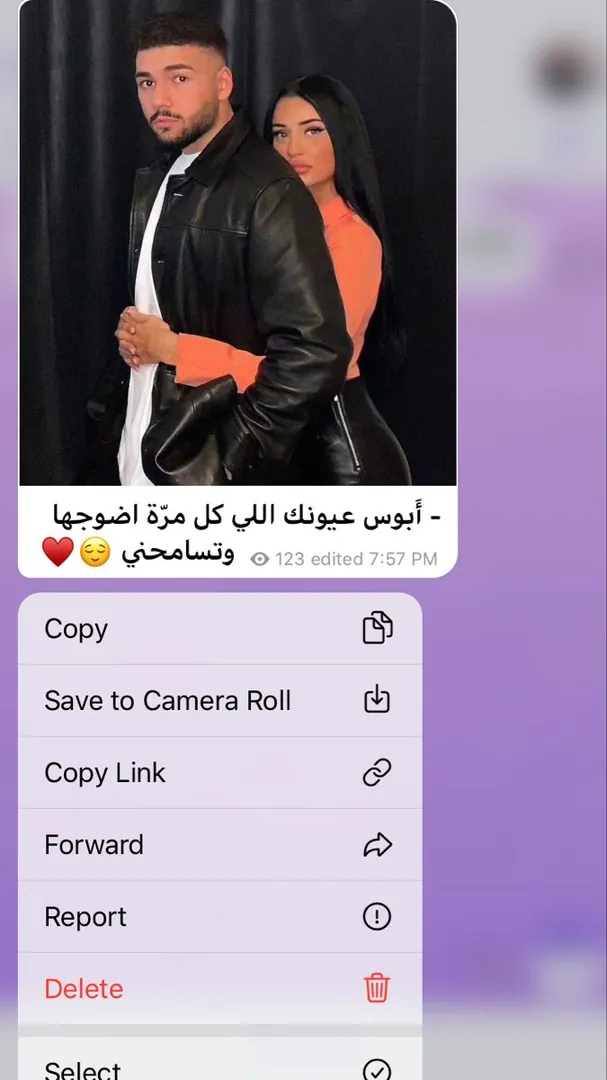 - أَبوس عيونك اللي كل مرّة اضوجها
وتسامحني 😌♥️ 123 edited 7:57 PM
Copy
Save to Camera Roll
Copy Link
Forward
Report
Delete
Select